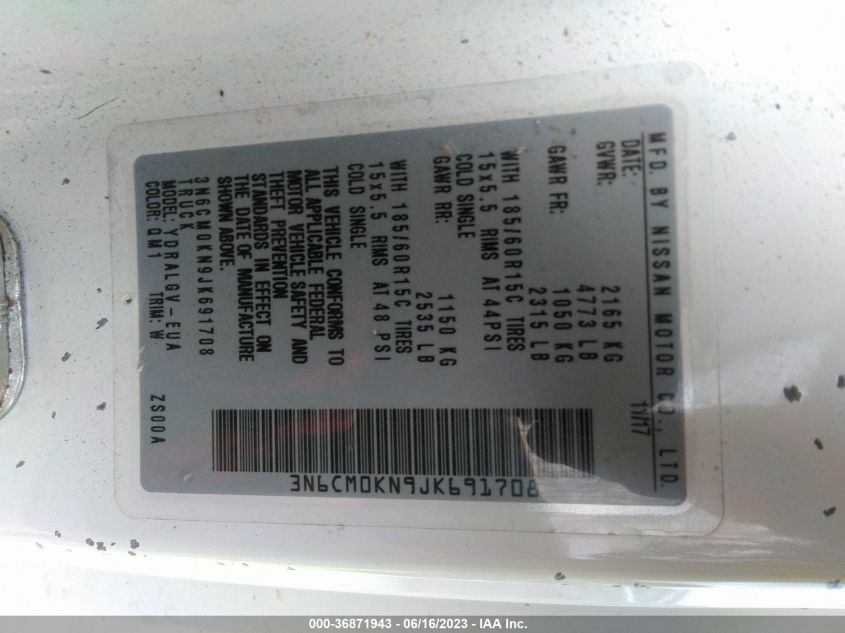 MFD. BY NISSAN MOTOR CO., LTD.
DATE: 11/17
GVWR: 2165 KG
4773 LB
GAWR FR: 1050 KG
2315 LB
WITH 185/60R15C TIRES
15x5.5 RIMS AT 44PSI
COLD SINGLE
GAWR RR: 1150 KG
2535 LB
WITH 185/60R15C TIRES
15x5.5 RIMS AT 48 PSI
COLD SINGLE
THIS VEHICLE CONFORMS TO
ALL APPLICABLE FEDERAL
MOTOR VEHICLE SAFETY AND
THEFT PREVENTION
STANDARDS IN EFFECT ON
THE DATE OF MANUFACTURE
SHOWN ABOVE.
3N6CM0KN9JK691708
TRUCK
MODEL: YDRALGV-EUA
COLOR: QM1 TRIM: W ZS00A
3N6CM0KN9JK691708
000-36871943 - 06/16/2023 - IAA Inc.